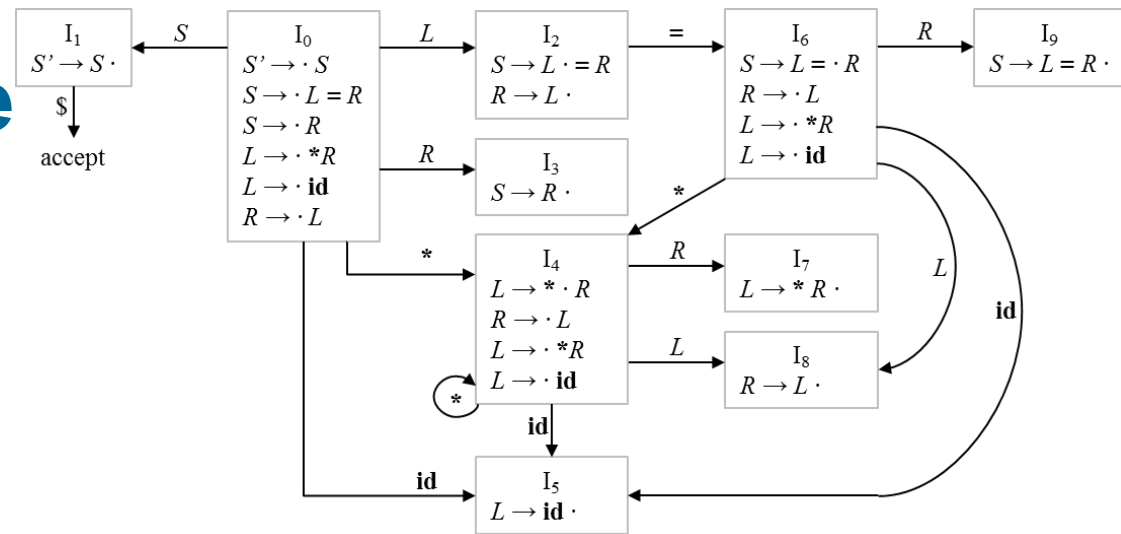 e
I₁
S’ → S ·
$
accept
S
I₀
S’ → · S
S → · L = R
S → · R
L → · *R
L → · id
R → · L
L
I₂
S → L · = R
R → L ·
=
I₆
S → L = · R
R → · L
L → · *R
L → · id
R
I₉
S → L = R ·
R
I₃
S → R ·
*
*
I₄
L → * · R
R → · L
L → · *R
L → · id
*
R
I₇
L → * R ·
L
I₈
R → L ·
L
id
id
id
I₅
L → id ·